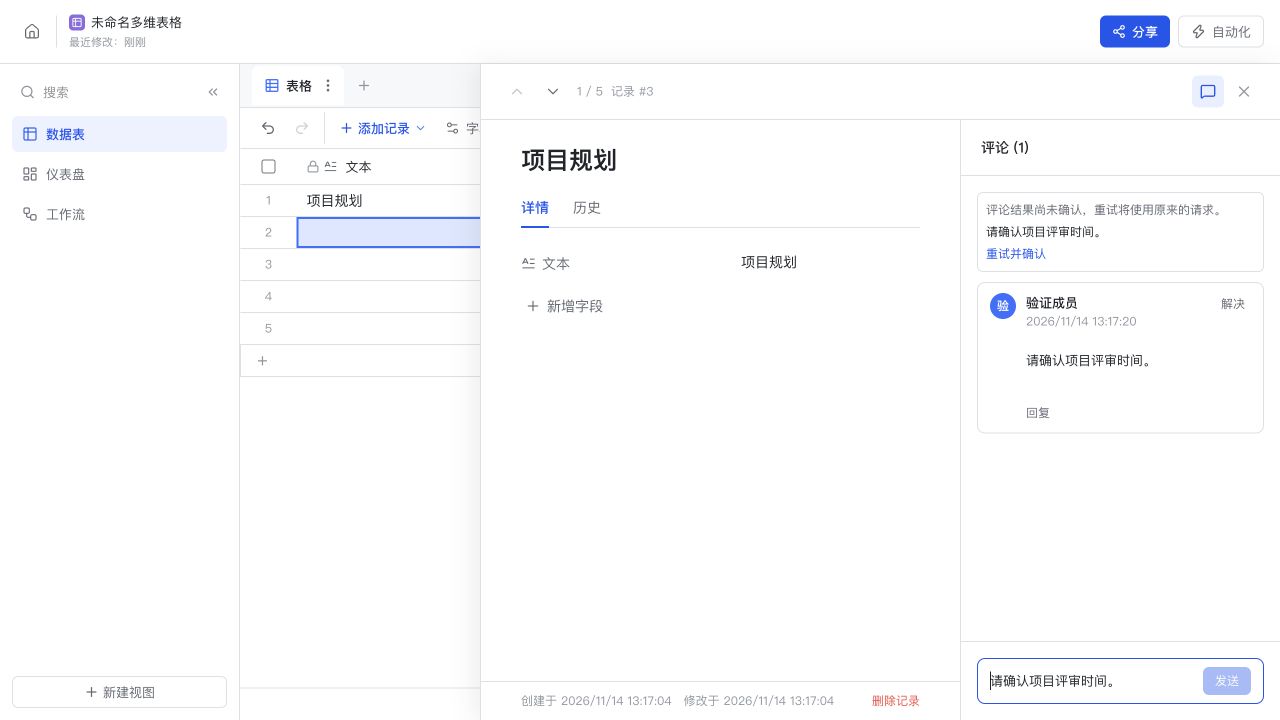 未命名多维表格
最近修改：刚刚
分享
自动化
搜索
数据表
仪表盘
工作流
新建视图
表格
添加记录
字
文本
1 项目规划
2
3
4
5
1 / 5 记录 #3
项目规划
详情 历史
文本 项目规划
新增字段
创建于 2026/11/14 13:17:04 修改于 2026/11/14 13:17:04 删除记录
评论 (1)
评论结果尚未确认，重试将使用原来的请求。
请确认项目评审时间。
重试并确认
验 验证成员 解决
2026/11/14 13:17:20
请确认项目评审时间。
回复
请确认项目评审时间。 发送